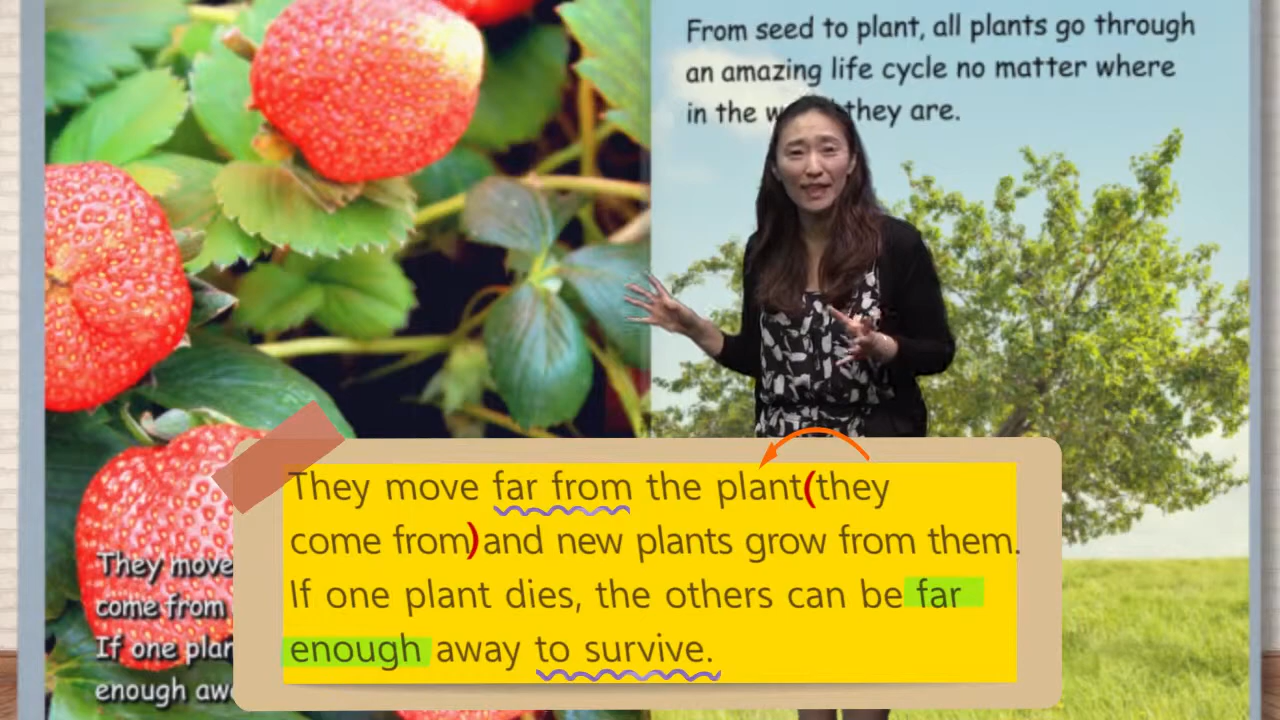 From seed to plant, all plants go through
an amazing life cycle no matter where
in the they are.
They move far from the plant(they
come from)and new plants grow from them.
If one plant dies, the others can be far
enough away to survive.
They move
come from
If one
enough